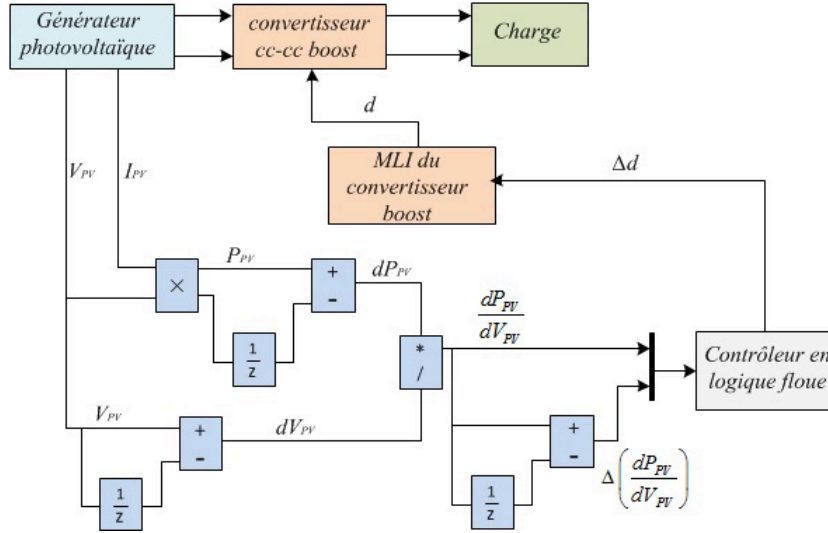 Générateur
photovoltaïque
convertisseur
cc-cc boost
Charge
d
MLI du
convertisseur
boost
Δd
V_PV
I_PV
P_PV
dP_PV
×
+
-
1/z
dP_PV/dV_PV
*
/
Contrôleur en
logique floue
V_PV
dV_PV
+
-
1/z
+
-
1/z
Δ(dP_PV/dV_PV)